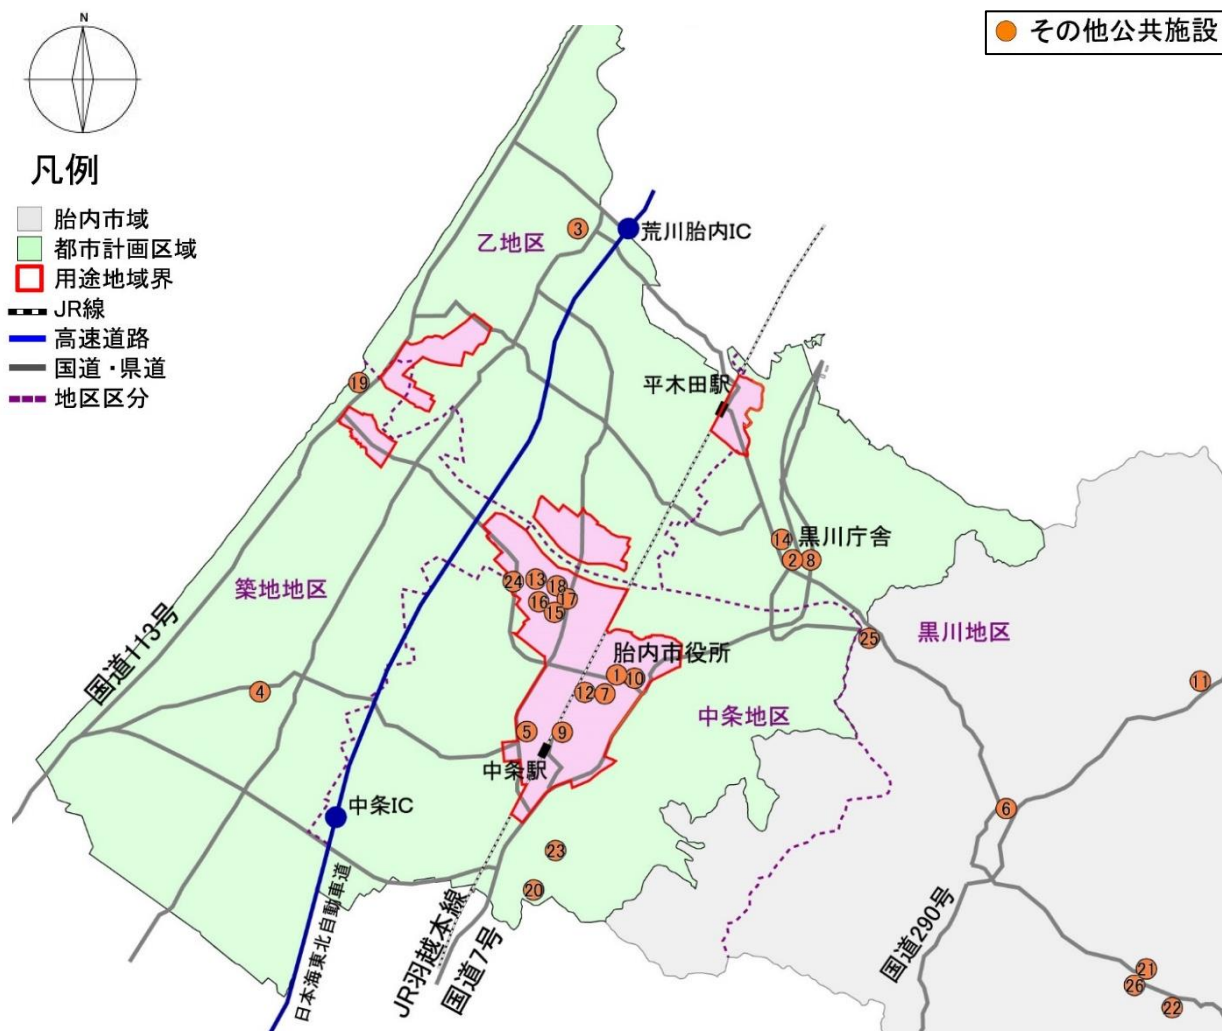 N
その他公共施設
凡例
胎内市域
都市計画区域
用途地域界
JR線
高速道路
国道・県道
地区区分
3
荒川胎内IC
乙地区
19
平木田駅
14
黒川庁舎
2
8
24
13
18
16
17
15
築地地区
黒川地区
25
胎内市役所
1
10
11
12
7
4
国道113号
中条地区
5
9
中条駅
中条IC
6
23
20
日本海東北自動車道
JR羽越本線
国道7号
国道290号
21
26
22